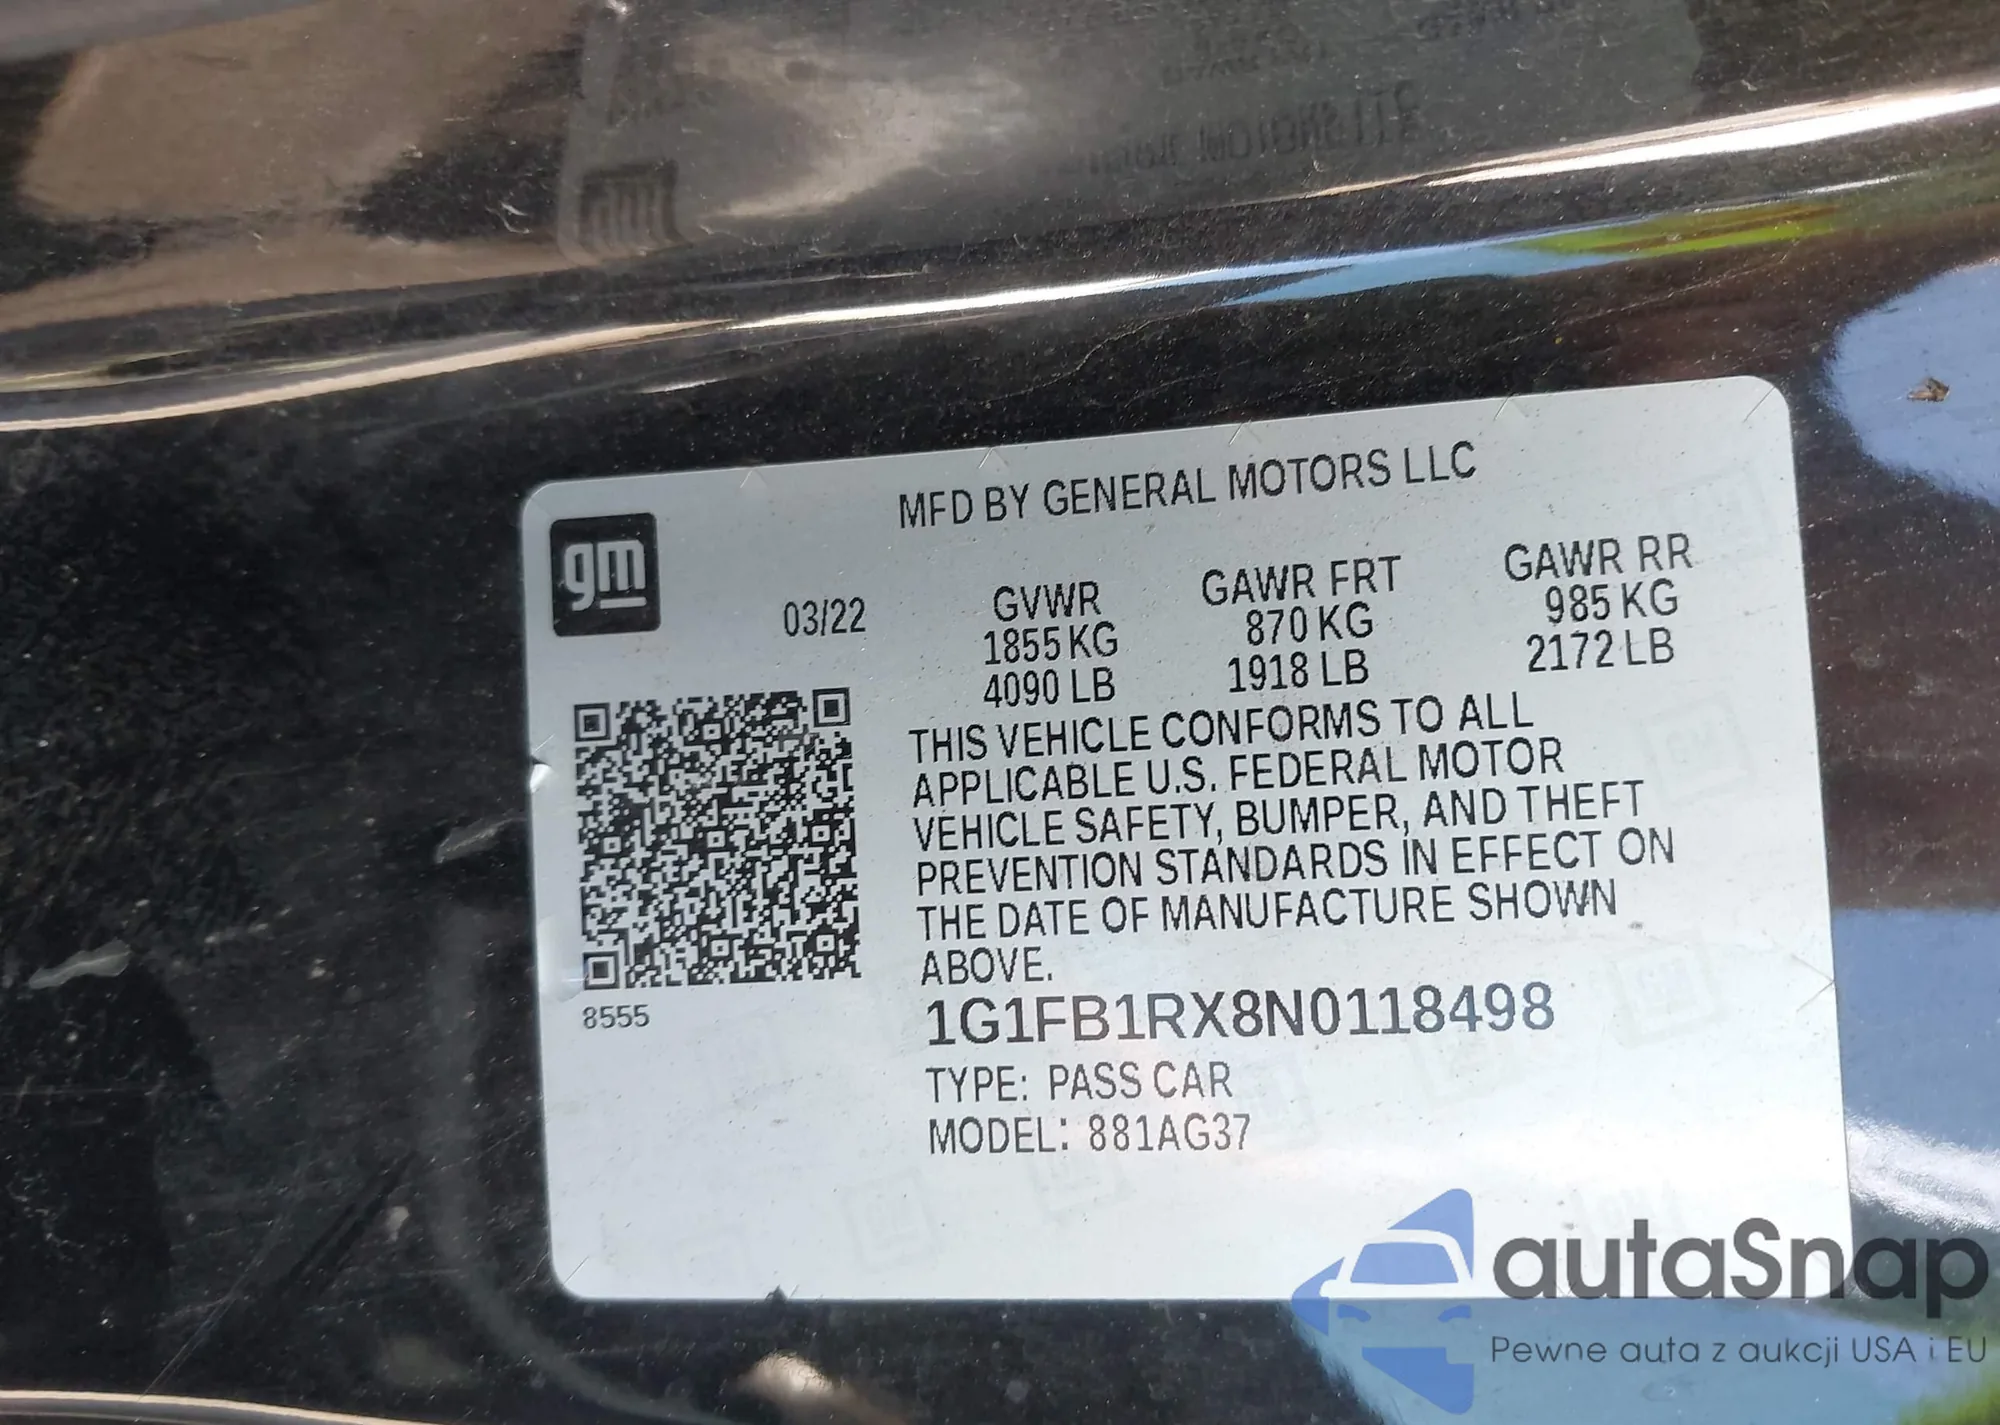 MFD BY GENERAL MOTORS LLC
gm
03/22
GVWR
1855 KG
4090 LB
GAWR FRT
870 KG
1918 LB
GAWR RR
985 KG
2172 LB
THIS VEHICLE CONFORMS TO ALL
APPLICABLE U.S. FEDERAL MOTOR
VEHICLE SAFETY, BUMPER, AND THEFT
PREVENTION STANDARDS IN EFFECT ON
THE DATE OF MANUFACTURE SHOWN
ABOVE.
8555
1G1FB1RX8N0118498
TYPE: PASS CAR
MODEL: 881AG37
autaSnap
Pewne auta z aukcji USA i EU